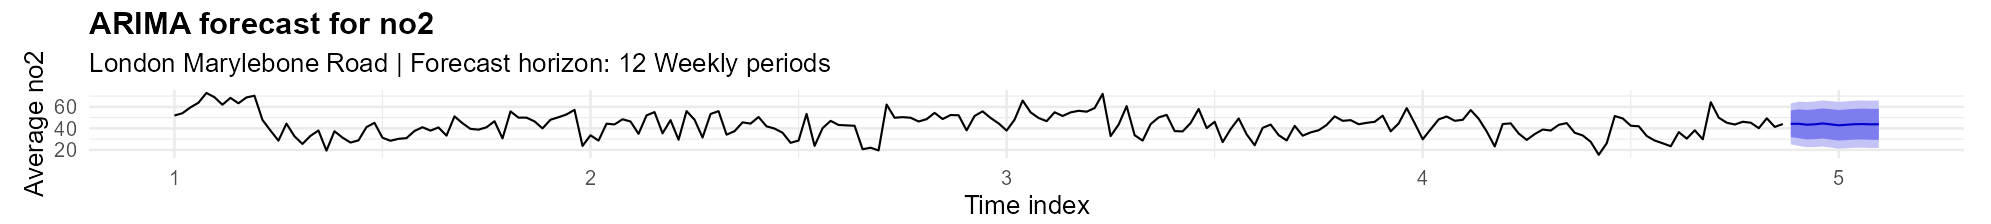 ARIMA forecast for no2
London Marylebone Road | Forecast horizon: 12 Weekly periods
Average no2
60
40
20
1 2 3 4 5
Time index